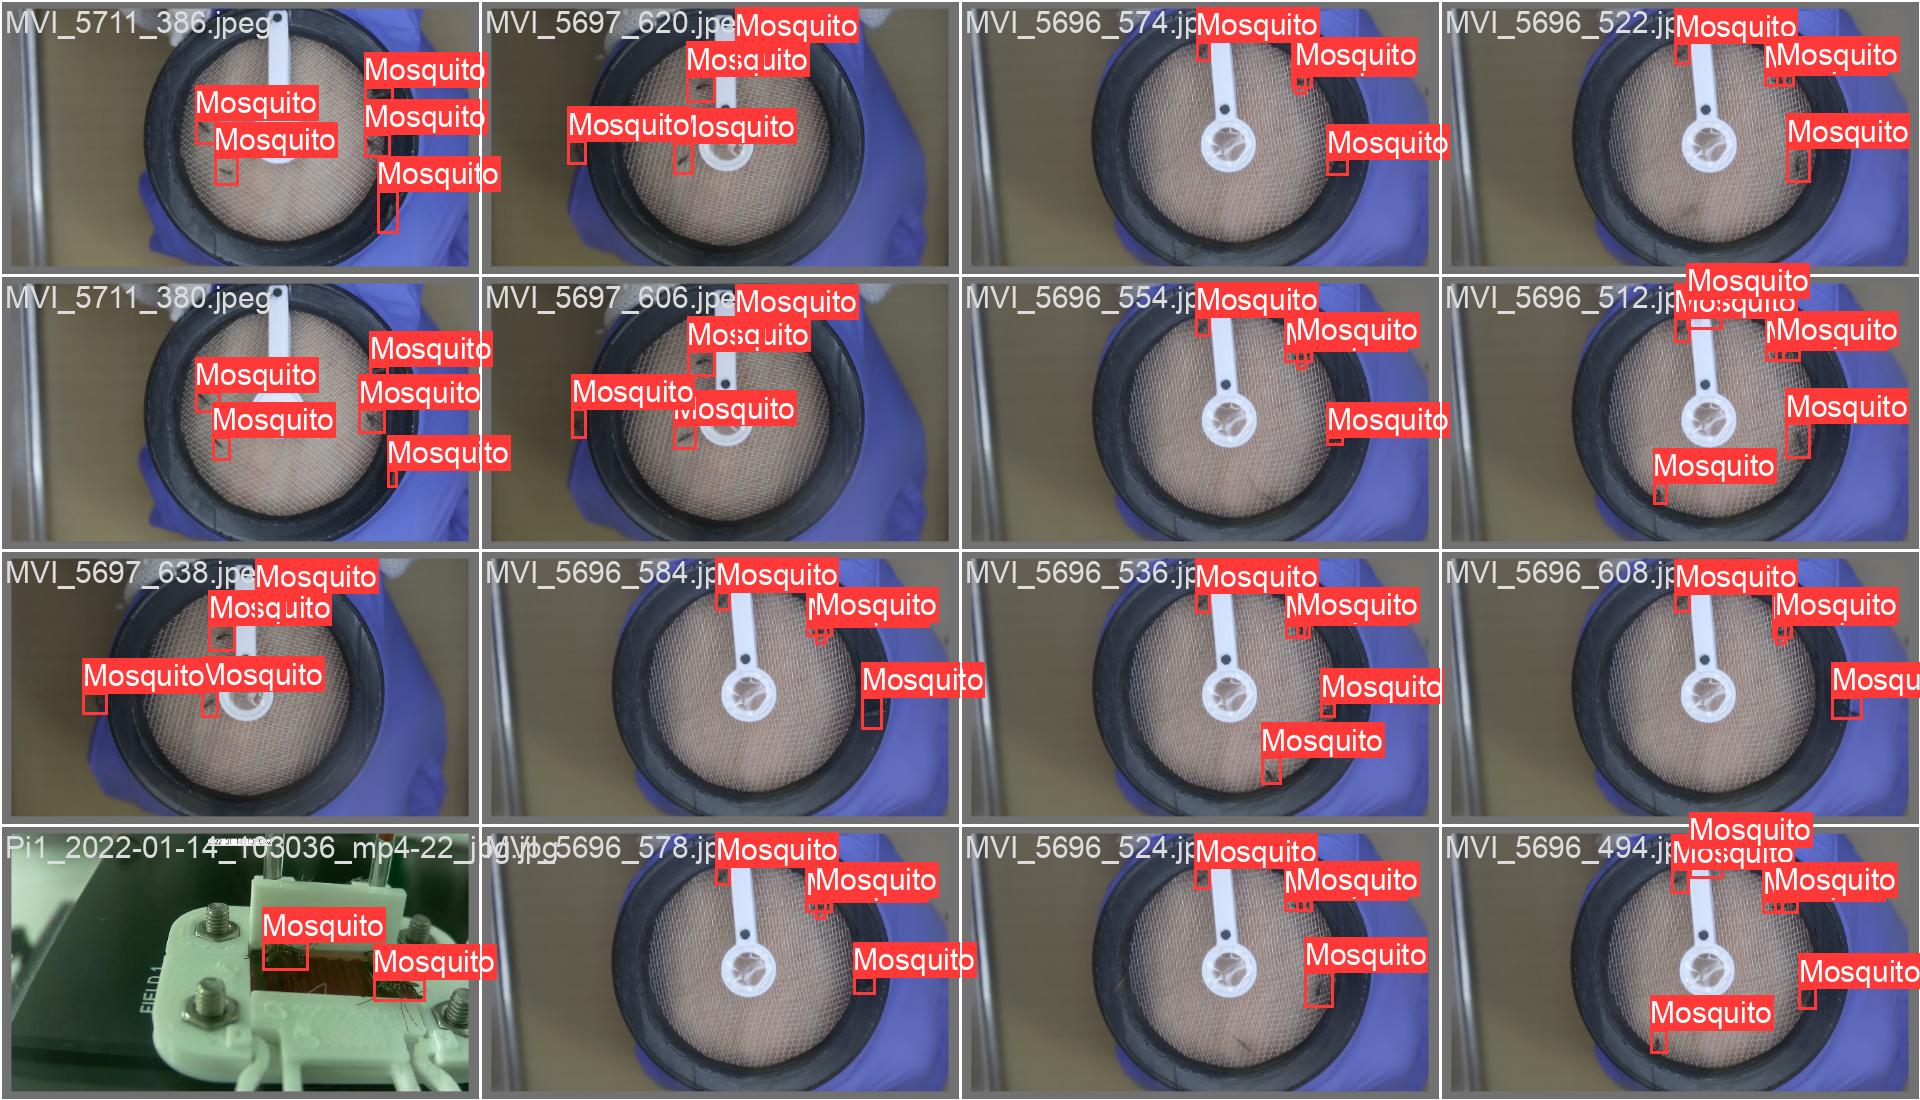 MVI_5711_386.jpeg
Mosquito
Mosquito
Mosquito
Mosquito
Mosquito
MVI_5697_620.jpe
Mosquito
Mosquito
Mosquito
Mosquito
MVI_5696_574.jp
Mosquito
Mosquito
Mosquito
MVI_5696_522.jp
Mosquito
Mosquito
Mosquito
MVI_5711_380.jpeg
Mosquito
Mosquito
Mosquito
Mosquito
Mosquito
MVI_5697_606.jpe
Mosquito
Mosquito
Mosquito
Mosquito
MVI_5696_554.jp
Mosquito
Mosquito
Mosquito
MVI_5696_512.jp
Mosquito
Mosquito
Mosquito
Mosquito
Mosquito
MVI_5697_638.jpe
Mosquito
Mosquito
Mosquito
Mosquito
MVI_5696_584.jp
Mosquito
Mosquito
Mosquito
MVI_5696_536.jp
Mosquito
Mosquito
Mosquito
Mosquito
MVI_5696_608.jp
Mosquito
Mosquito
Mosqu
Pi1_2022-01-14_103036_mp4-22_jpg
Mosquito
Mosquito
FIELD 1
MVI_5696_578.jp
Mosquito
Mosquito
Mosquito
MVI_5696_524.jp
Mosquito
Mosquito
Mosquito
MVI_5696_494.jp
Mosquito
Mosquito
Mosquito
Mosquito
Mosquito